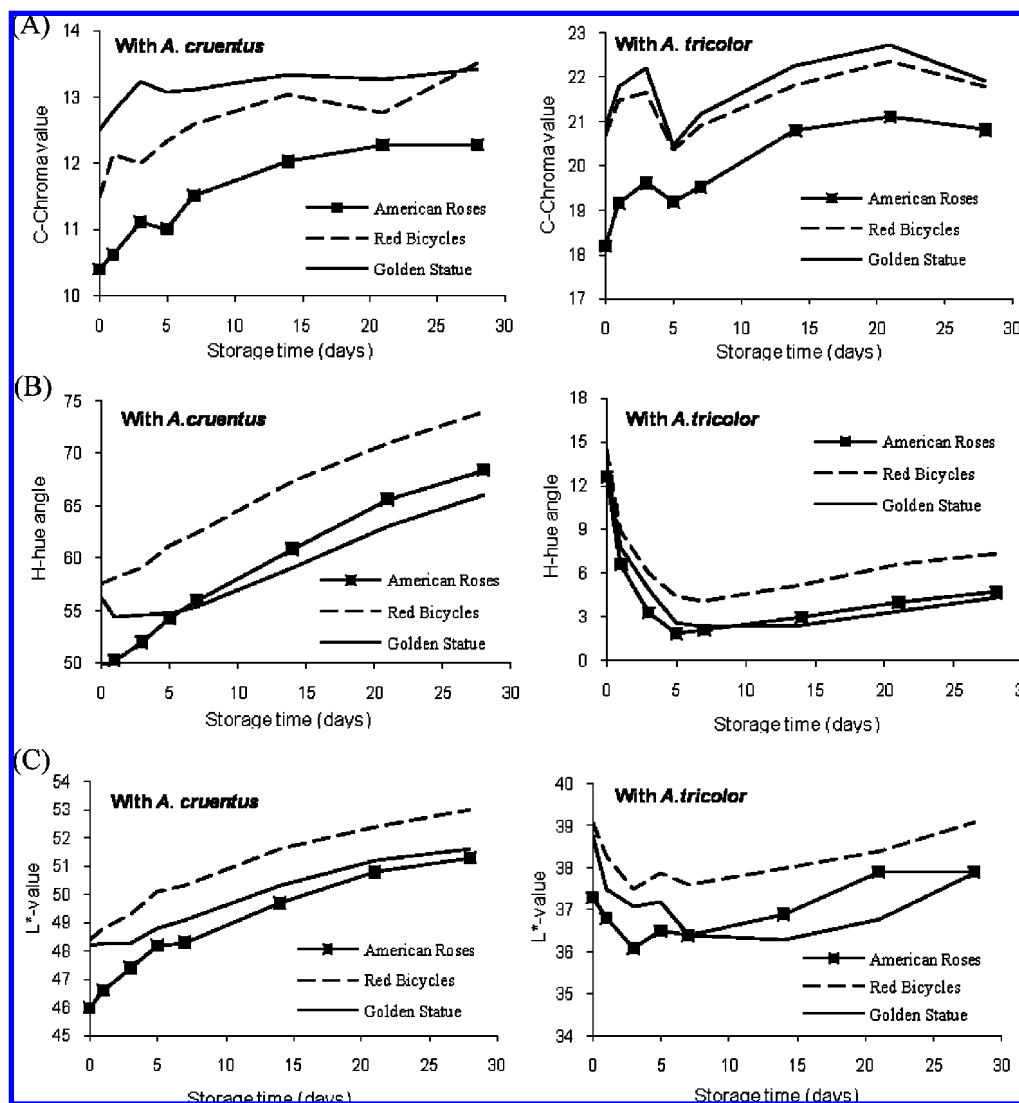 (A)
With A. cruentus
C-Chroma value
14
13
12
11
10
American Roses
Red Bicycles
Golden Statue
0 5 10 15 20 25 30
Storage time (days)
With A. tricolor
C-Chroma value
23
22
21
20
19
18
17
American Roses
Red Bicycles
Golden Statue
0 5 10 15 20 25 30
Storage time (days)
(B)
With A.cruentus
H-hue angle
75
70
65
60
55
50
American Roses
Red Bicycles
Golden Statue
0 5 10 15 20 25 30
Storage time (days)
With A.tricolor
H-hue angle
18
15
12
9
6
3
0
American Roses
Red Bicycles
Golden Statue
0 5 10 15 20 25 3
Storage time (days)
(C)
With A. cruentus
L*-value
54
53
52
51
50
49
48
47
46
45
American Roses
Red Bicycles
Golden Statue
0 5 10 15 20 25 30
Storage time (days)
With A.tricolor
L*-value
40
39
38
37
36
35
34
American Roses
Red Bicycles
Golden Statue
0 5 10 15 20 25 30
Storage time (days)